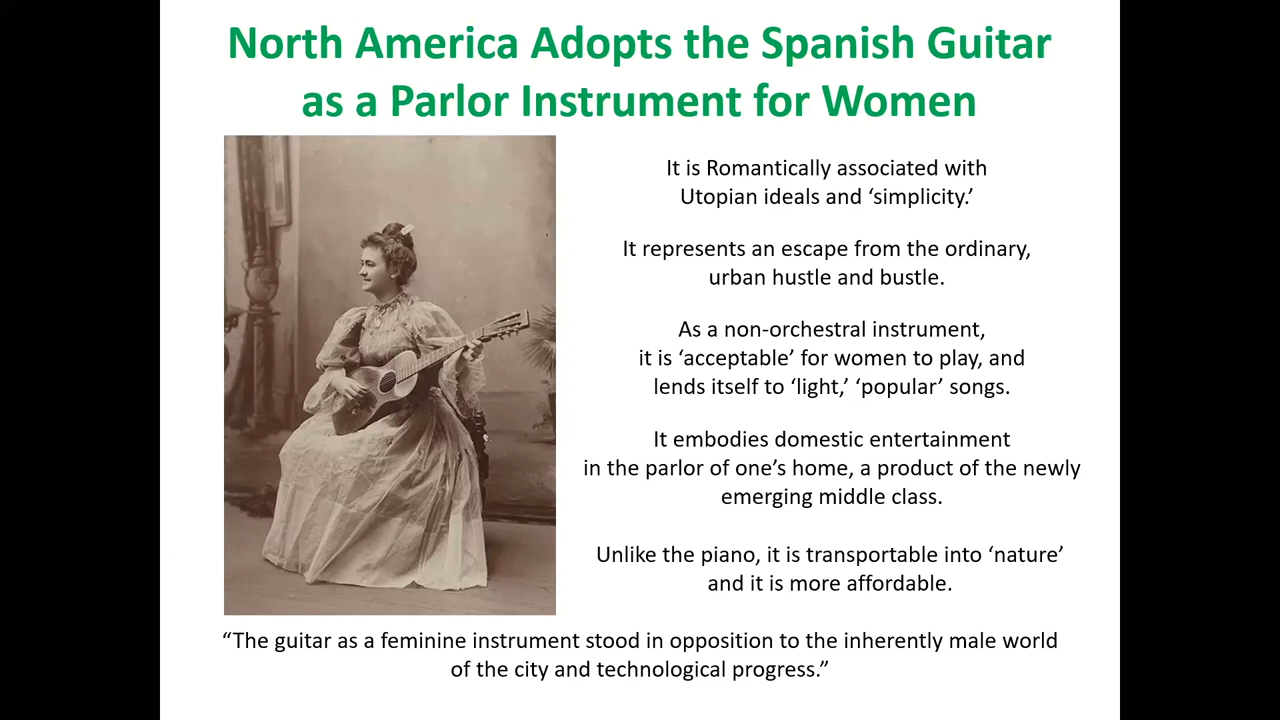 North America Adopts the Spanish Guitar
as a Parlor Instrument for Women
It is Romantically associated with
Utopian ideals and ‘simplicity.’
It represents an escape from the ordinary,
urban hustle and bustle.
As a non-orchestral instrument,
it is ‘acceptable’ for women to play, and
lends itself to ‘light,’ ‘popular’ songs.
It embodies domestic entertainment
in the parlor of one’s home, a product of the newly
emerging middle class.
Unlike the piano, it is transportable into ‘nature’
and it is more affordable.
“The guitar as a feminine instrument stood in opposition to the inherently male world
of the city and technological progress.”